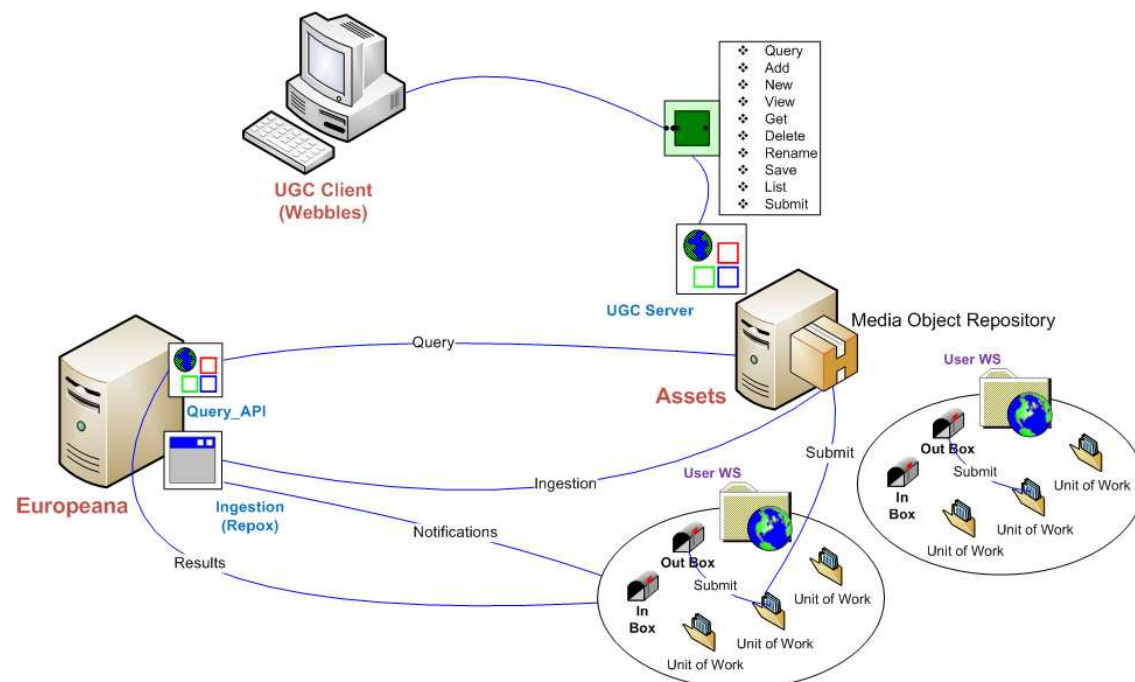 Query
Add
New
View
Get
Delete
Rename
Save
List
Submit
UGC Client
(Webbles)
UGC Server
Media Object Repository
Query
Assets
User WS
Query_API
Out Box
Submit
In
Box
Unit of Work
Unit of Work
Unit of Work
Europeana
Ingestion
(Repox)
Ingestion
Submit
Notifications
Results
User WS
Out Box
Submit
In
Box
Unit of Work
Unit of Work
Unit of Work